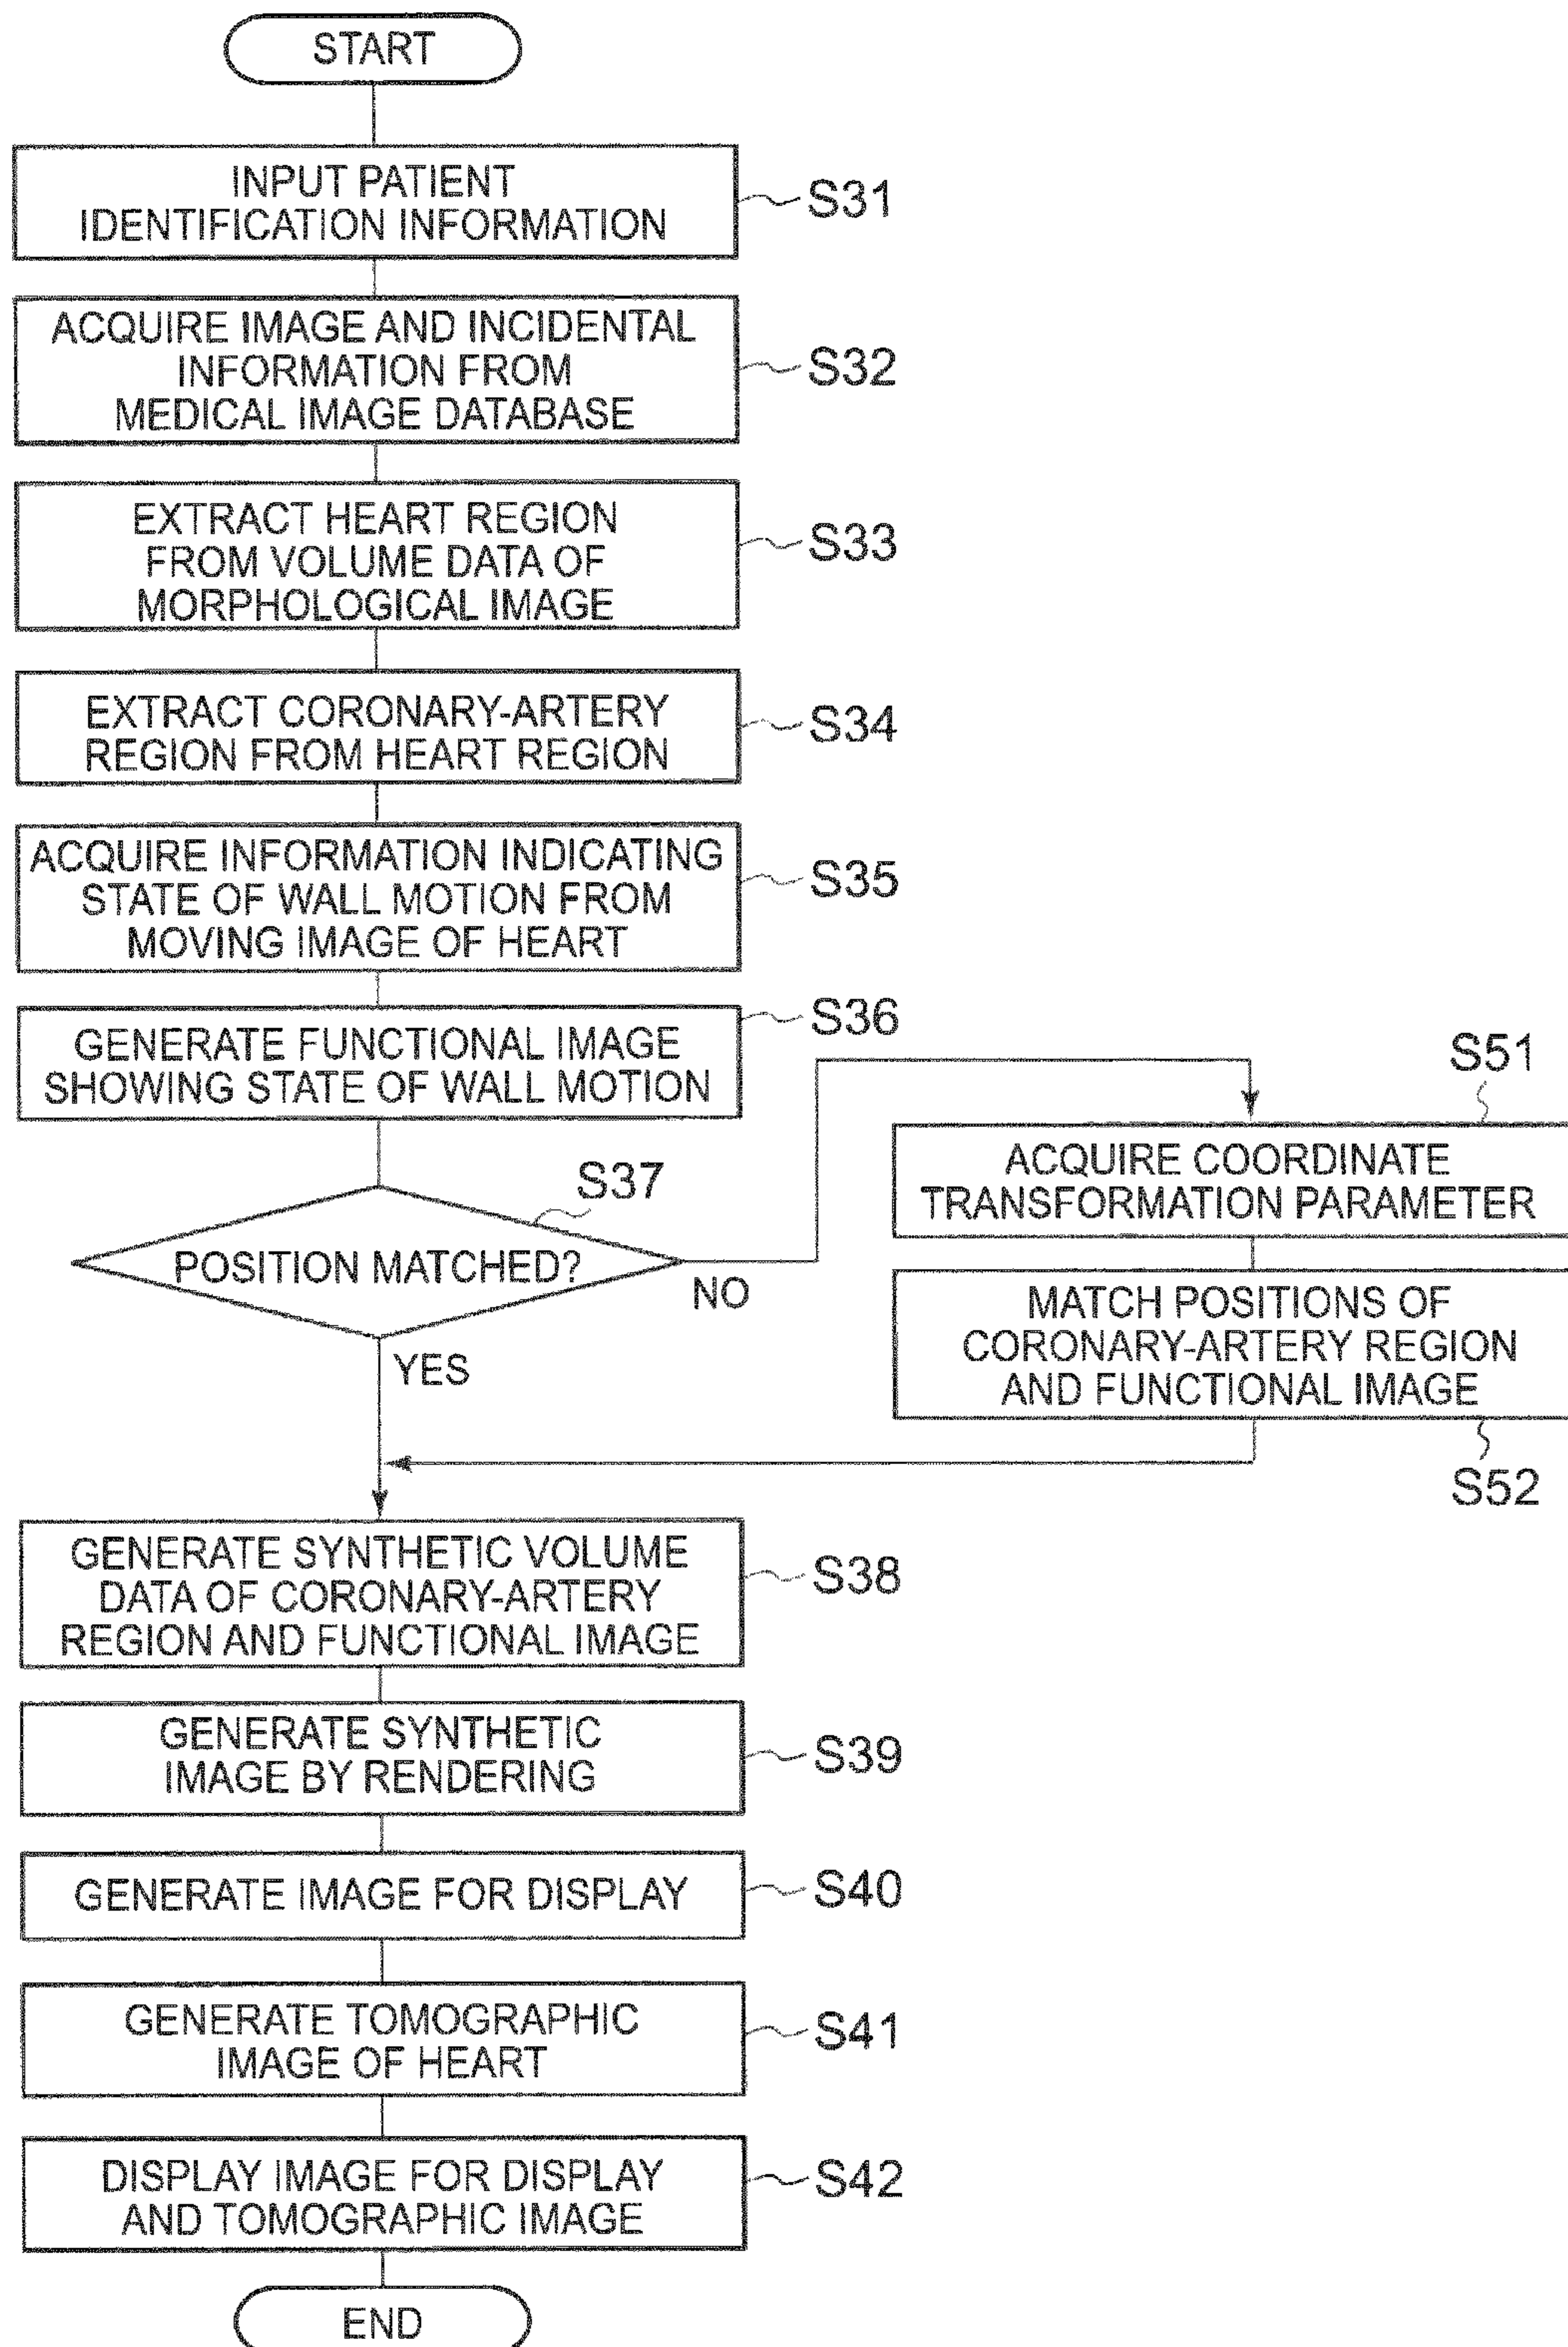 START
INPUT PATIENT
IDENTIFICATION INFORMATION
S31
ACQUIRE IMAGE AND INCIDENTAL
INFORMATION FROM
MEDICAL IMAGE DATABASE
S32
EXTRACT HEART REGION
FROM VOLUME DATA OF
MORPHOLOGICAL IMAGE
S33
EXTRACT CORONARY-ARTERY
REGION FROM HEART REGION
S34
ACQUIRE INFORMATION INDICATING
STATE OF WALL MOTION FROM
MOVING IMAGE OF HEART
S35
GENERATE FUNCTIONAL IMAGE
SHOWING STATE OF WALL MOTION
S36
POSITION MATCHED?
S37
NO
YES
S51
ACQUIRE COORDINATE
TRANSFORMATION PARAMETER
MATCH POSITIONS OF
CORONARY-ARTERY REGION
AND FUNCTIONAL IMAGE
S52
GENERATE SYNTHETIC VOLUME
DATA OF CORONARY-ARTERY
REGION AND FUNCTIONAL IMAGE
S38
GENERATE SYNTHETIC
IMAGE BY RENDERING
S39
GENERATE IMAGE FOR DISPLAY
S40
GENERATE TOMOGRAPHIC
IMAGE OF HEART
S41
DISPLAY IMAGE FOR DISPLAY
AND TOMOGRAPHIC IMAGE
S42
END